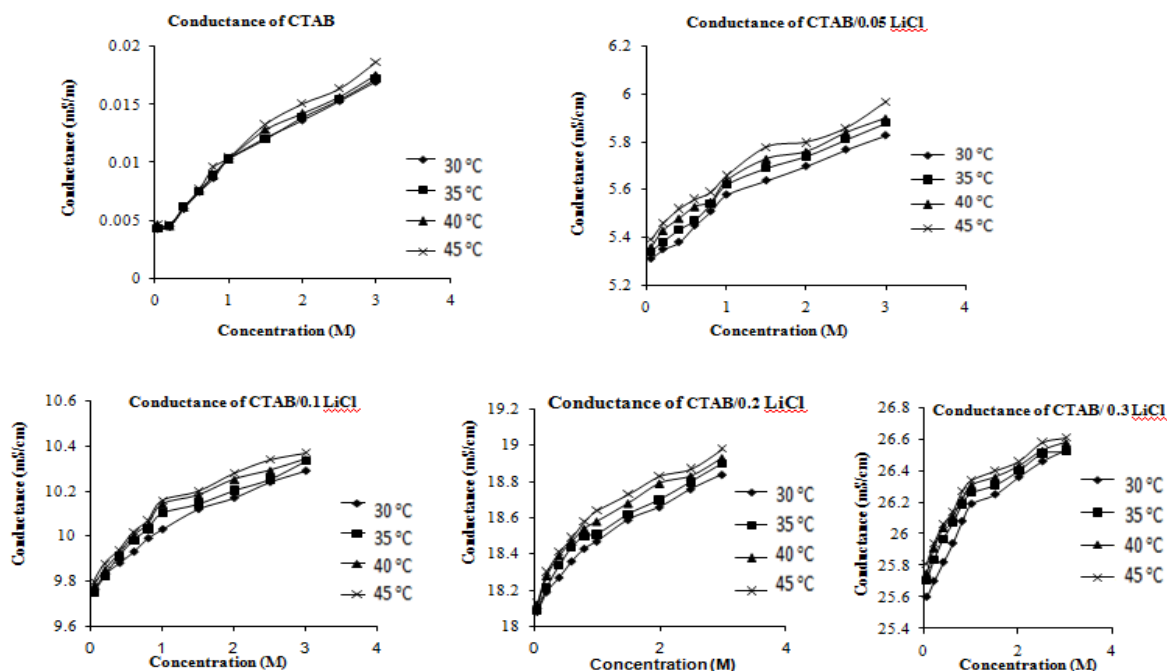 Conductance of CTAB
Conductance (mS/m)
0.02
0.015
0.01
0.005
0
0 1 2 3 4
Concentration (M)
30 °C
35 °C
40 °C
45 °C
Conductance of CTAB/0.05 LiCl
Conductance (mS/cm)
6.2
6
5.8
5.6
5.4
5.2
0 1 2 3 4
Concentration (M)
30 °C
35 °C
40 °C
45 °C
Conductance of CTAB/0.1 LiCl
Conductance (mS/cm)
10.6
10.4
10.2
10.0
9.8
9.6
0 1 2 3 4
Concentration (M)
30 °C
35 °C
40 °C
45 °C
Conductance of CTAB/0.2 LiCl
Conductance (mS/cm)
19.2
19
18.8
18.6
18.4
18.2
18
0 2 4
Concentration (M)
30 °C
35 °C
40 °C
45 °C
Conductance of CTAB/ 0.3 LiCl
Conductance (mS/cm)
26.8
26.6
26.4
26.2
26.0
25.8
25.6
25.4
0 1 2 3 4
Concentration (M)
30 °C
35 °C
40 °C
45 °C